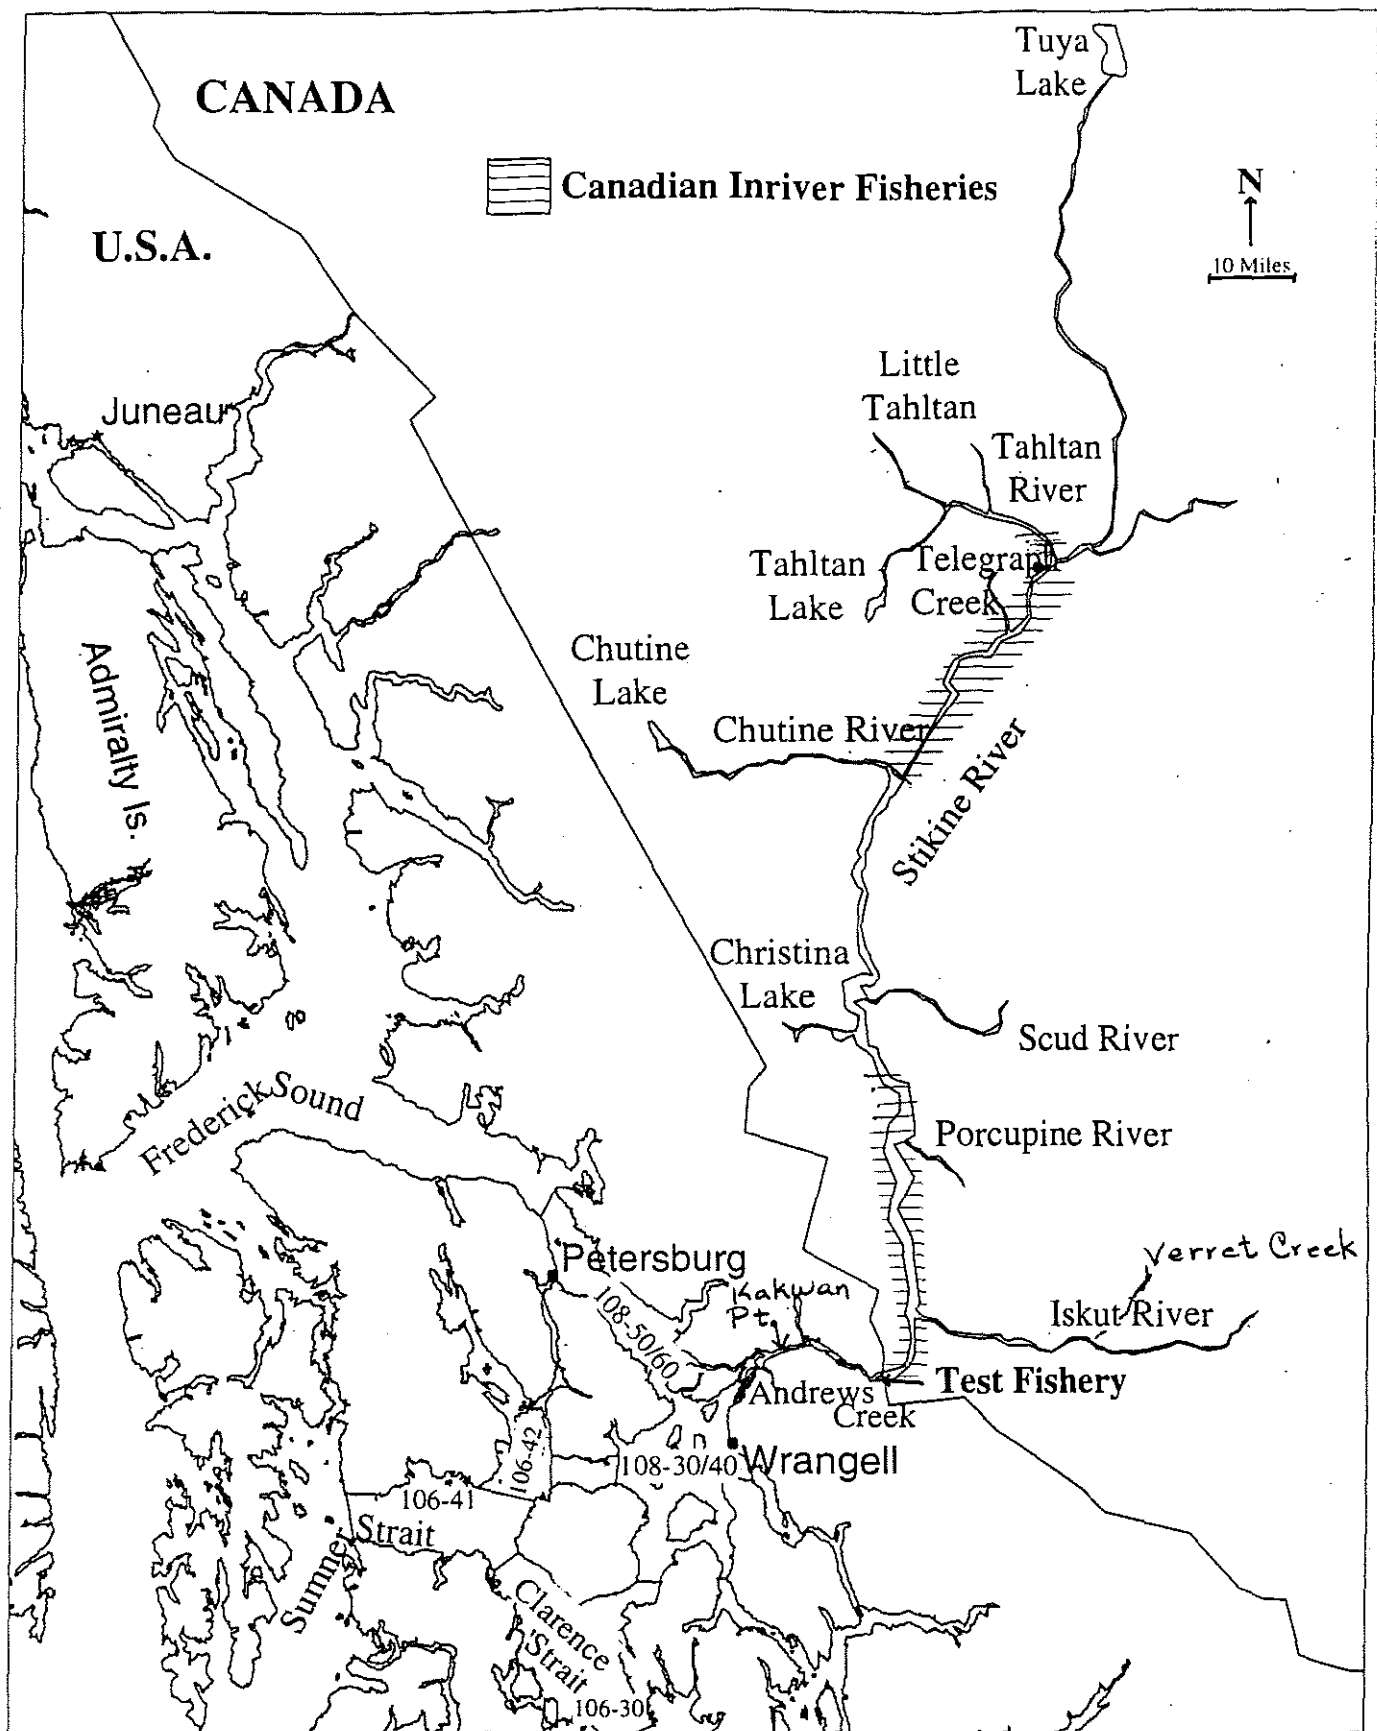 Tuya
Lake
CANADA
Canadian Inriver Fisheries
N
10 Miles
U.S.A.
Little
Tahltan
Juneau
Tahltan
River
Tahltan
Lake
Telegraph
Creek
Chutine
Lake
Admiralty Is.
Chutine River
Stikine River
Christina
Lake
Scud River
Frederick Sound
Porcupine River
Verret Creek
Petersburg
Kakwan
Pt.
108-50/60
Iskut River
Test Fishery
Andrews
Creek
106-42
108-30/40
Wrangell
106-41
Sumner Strait
Clarence
Strait
106-30